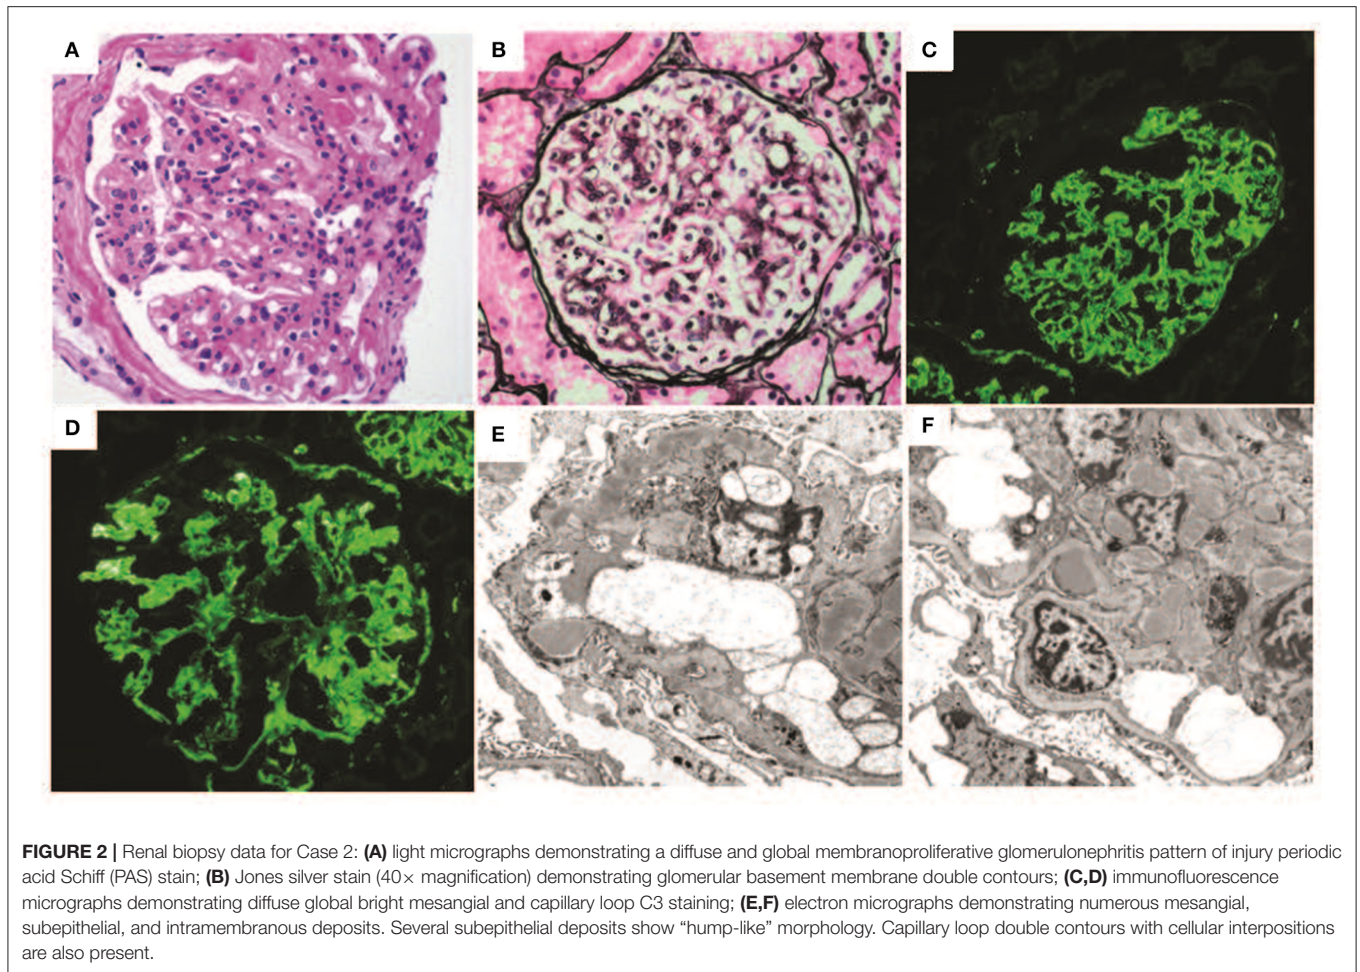 A
B
C
D
E
F
FIGURE 2 | Renal biopsy data for Case 2: (A) light micrographs demonstrating a diffuse and global membranoproliferative glomerulonephritis pattern of injury periodic
acid Schiff (PAS) stain; (B) Jones silver stain (40× magnification) demonstrating glomerular basement membrane double contours; (C,D) immunofluorescence
micrographs demonstrating diffuse global bright mesangial and capillary loop C3 staining; (E,F) electron micrographs demonstrating numerous mesangial,
subepithelial, and intramembranous deposits. Several subepithelial deposits show “hump-like” morphology. Capillary loop double contours with cellular interpositions
are also present.